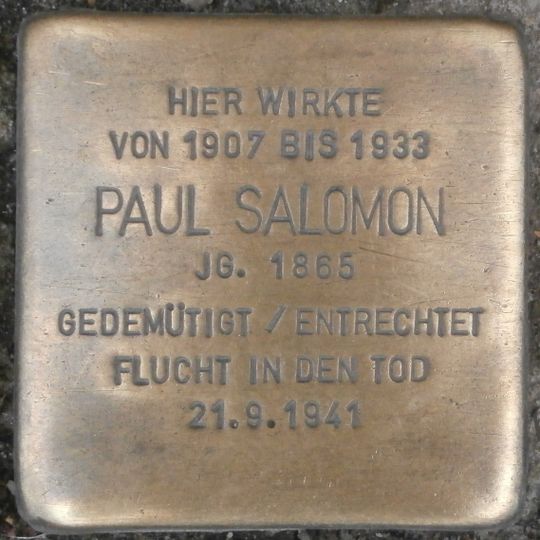 HIER WIRKTE
VON 1907 BIS 1933
PAUL SALOMON
JG. 1865
GEDEMÜTIGT / ENTRECHTET
FLUCHT IN DEN TOD
21.9.1941